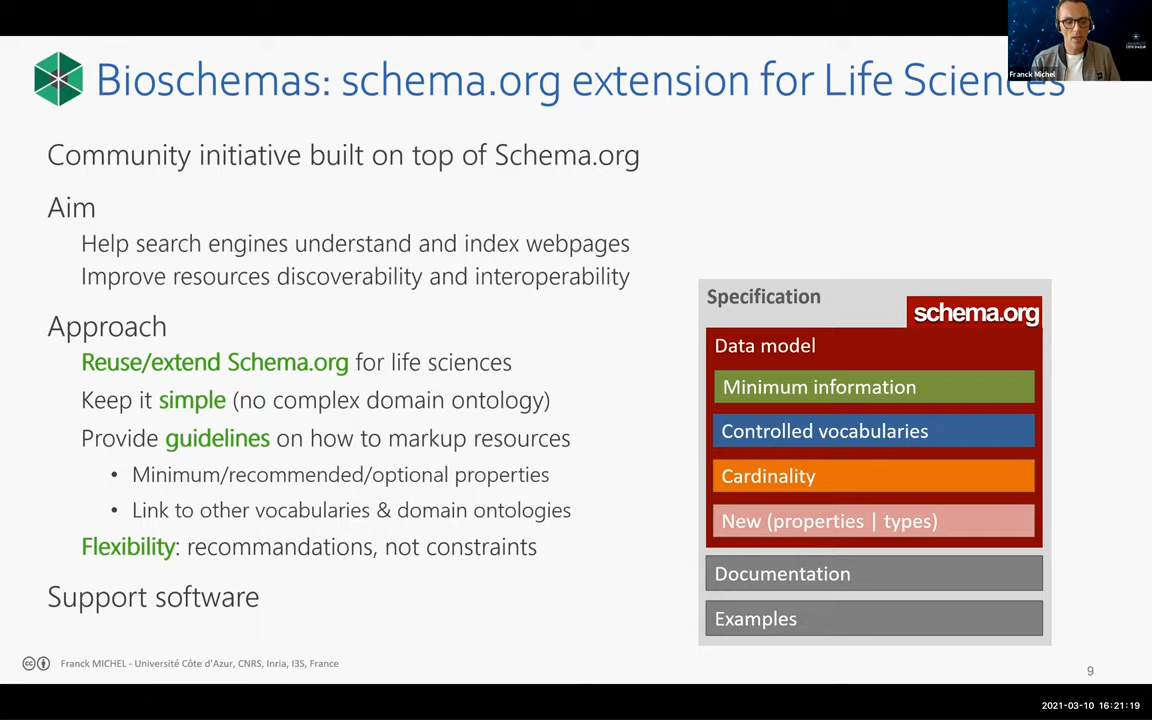 Bioschemas: schema.org extension for Life Sciences
Franck Michel
Community initiative built on top of Schema.org
Aim
Help search engines understand and index webpages
Improve resources discoverability and interoperability
Approach
Reuse/extend Schema.org for life sciences
Keep it simple (no complex domain ontology)
Provide guidelines on how to markup resources
• Minimum/recommended/optional properties
• Link to other vocabularies & domain ontologies
Flexibility: recommandations, not constraints
Support software
Specification
schema.org
Data model
Minimum information
Controlled vocabularies
Cardinality
New (properties | types)
Documentation
Examples
Franck MICHEL - Université Côte d'Azur, CNRS, Inria, I3S, France
9
2021-03-10 16:21:19